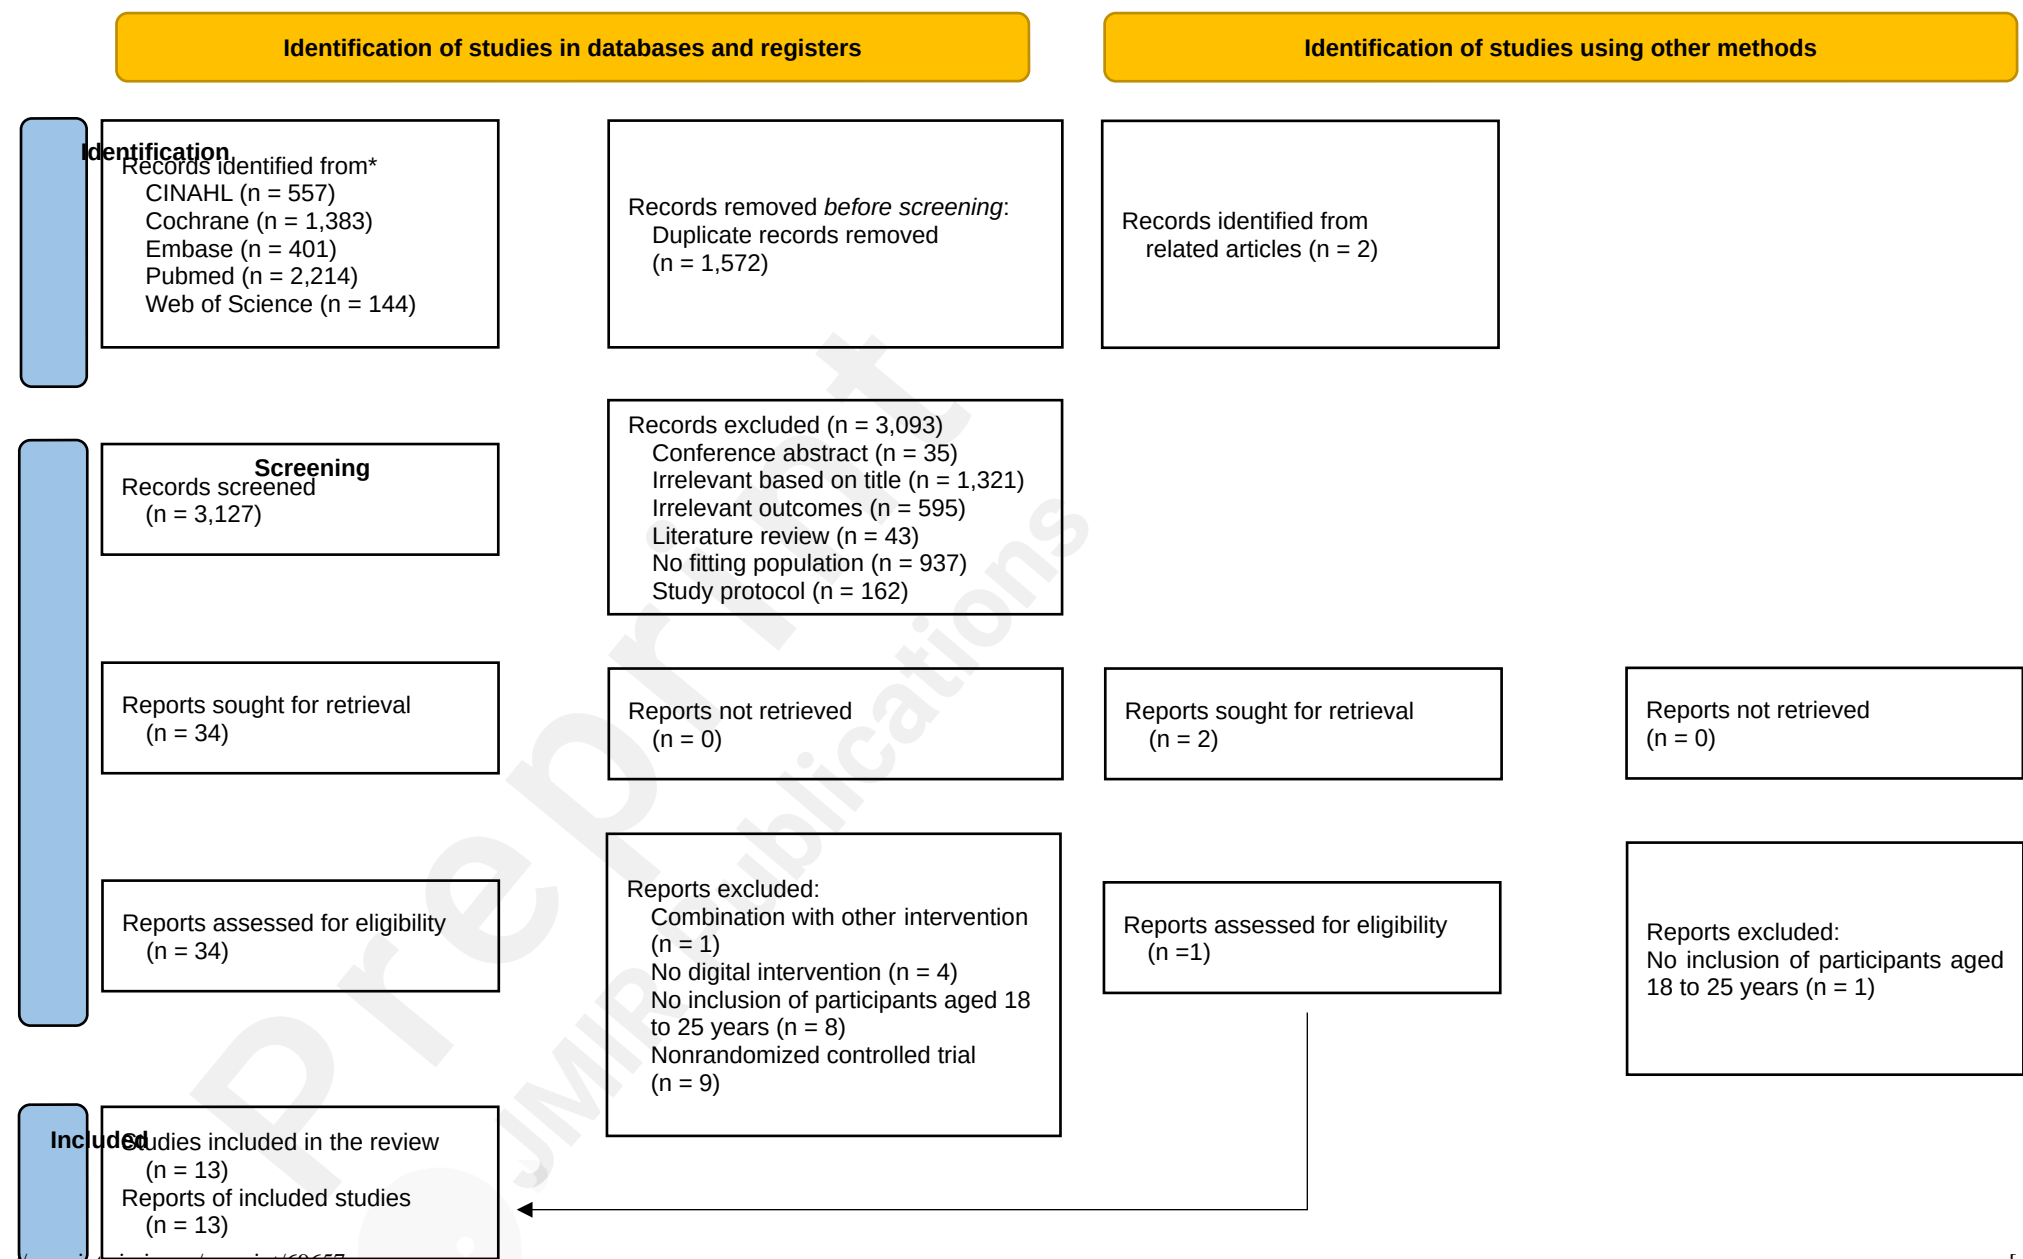 Identification of studies in databases and registers
Identification of studies using other methods
Identification
Records identified from*
CINAHL (n = 557)
Cochrane (n = 1,383)
Embase (n = 401)
Pubmed (n = 2,214)
Web of Science (n = 144)
Records removed before screening:
Duplicate records removed
(n = 1,572)
Records identified from
related articles (n = 2)
Screening
Records screened
(n = 3,127)
Records excluded (n = 3,093)
Conference abstract (n = 35)
Irrelevant based on title (n = 1,321)
Irrelevant outcomes (n = 595)
Literature review (n = 43)
No fitting population (n = 937)
Study protocol (n = 162)
Reports sought for retrieval
(n = 34)
Reports not retrieved
(n = 0)
Reports sought for retrieval
(n = 2)
Reports not retrieved
(n = 0)
Reports assessed for eligibility
(n = 34)
Reports excluded:
Combination with other intervention
(n = 1)
No digital intervention (n = 4)
No inclusion of participants aged 18
to 25 years (n = 8)
Nonrandomized controlled trial
(n = 9)
Reports assessed for eligibility
(n =1)
Reports excluded:
No inclusion of participants aged
18 to 25 years (n = 1)
Included
Studies included in the review
(n = 13)
Reports of included studies
(n = 13)
Preprint
JMIR Publications